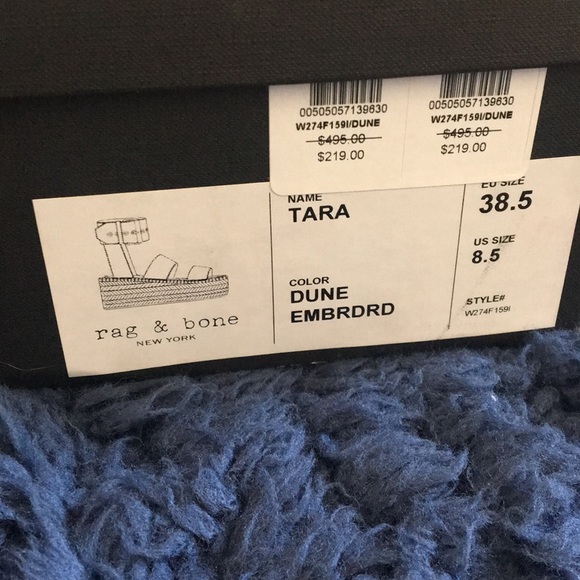 00505057139630
W274F159I/DUNE
$495.00
$219.00
00505057139630
W274F159I/DUNE
$495.00
$219.00
rag & bone
NEW YORK
NAME
TARA
COLOR
DUNE
EMBRDRD
EU SIZE
38.5
US SIZE
8.5
STYLE#
W274F159I